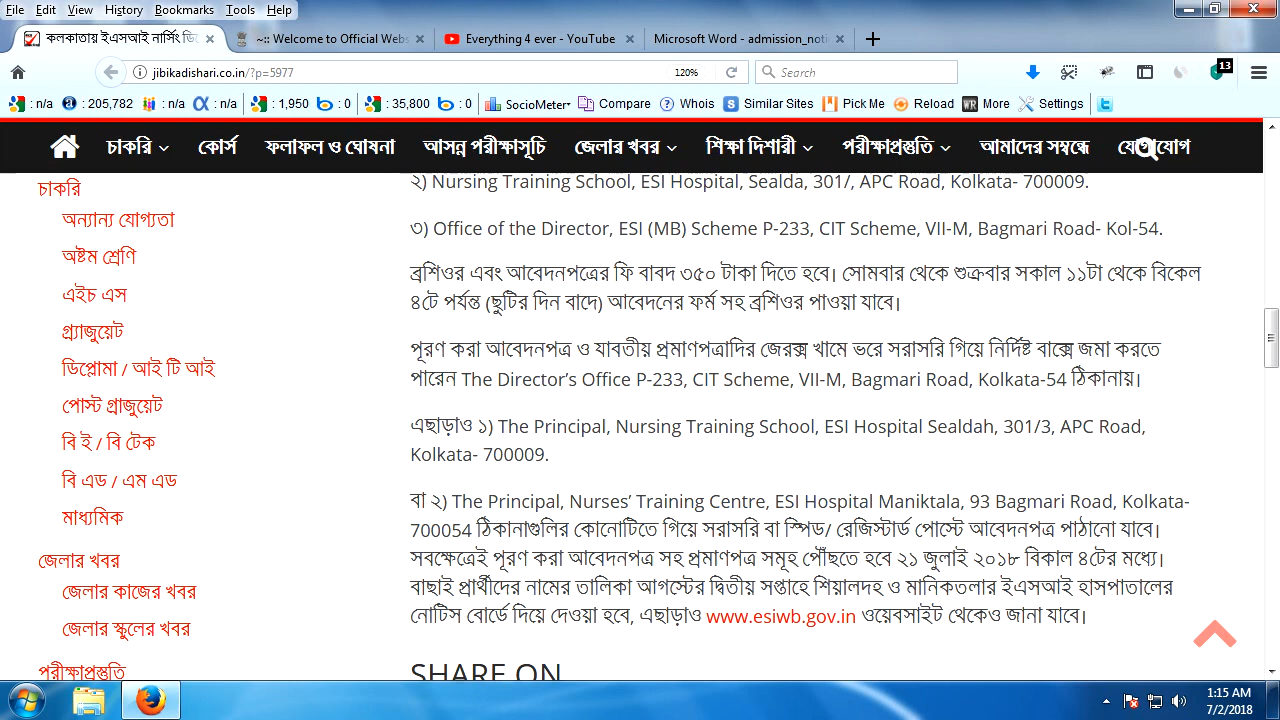 File Edit View History Bookmarks Tools Help
কলকাতায় ইএসআই নার্সিং
~:: Welcome to Official Webs
Everything 4 ever - YouTube
Microsoft Word - admission_noti
jibikadishari.co.in/?p=5977
120%
Search
13
: n/a : 205,782 : n/a : n/a : 1,950 : 0 : 35,800 : 0 SocioMeter Compare Whois Similar Sites Pick Me Reload More Settings
চাকরি কোর্স ফলাফল ও ঘোষনা আসন্ন পরীক্ষাসূচি জেলার খবর শিক্ষা দিশারী পরীক্ষাপ্রস্তুতি আমাদের সম্বন্ধে
চাকরি
অন্যান্য যোগ্যতা
অষ্টম শ্রেণি
এইচ এস
গ্র্যাজুয়েট
ডিপ্লোমা / আই টি আই
পোস্ট গ্রাজুয়েট
বি ই / বি টেক
বি এড / এম এড
মাধ্যমিক
জেলার খবর
জেলার কাজের খবর
জেলার স্কুলের খবর
পরীক্ষাপ্রস্তুতি
২) Nursing Training School, ESI Hospital, Sealda, 301/, APC Road, Kolkata- 700009.
৩) Office of the Director, ESI (MB) Scheme P-233, CIT Scheme, VII-M, Bagmari Road- Kol-54.
ব্রশিওর এবং আবেদনপত্রের ফি বাবদ ৩৫০ টাকা দিতে হবে। সোমবার থেকে শুক্রবার সকাল ১১টা থেকে বিকেল
৪টে পর্যন্ত (ছুটির দিন বাদে) আবেদনের ফর্ম সহ ব্রশিওর পাওয়া যাবে।
পূরণ করা আবেদনপত্র ও যাবতীয় প্রমাণপত্রাদির জেরক্স খামে ভরে সরাসরি গিয়ে নির্দিষ্ট বাক্সে জমা করতে
পারেন The Director’s Office P-233, CIT Scheme, VII-M, Bagmari Road, Kolkata-54 ঠিকানায়।
এছাড়াও ১) The Principal, Nursing Training School, ESI Hospital Sealdah, 301/3, APC Road,
Kolkata- 700009.
বা ২) The Principal, Nurses’ Training Centre, ESI Hospital Maniktala, 93 Bagmari Road, Kolkata-
700054 ঠিকানাগুলির কোনোটিতে গিয়ে সরাসরি বা স্পিড/ রেজিস্টার্ড পোস্টে আবেদনপত্র পাঠানো যাবে।
সবক্ষেত্রেই পূরণ করা আবেদনপত্র সহ প্রমাণপত্র সমূহ পৌঁছতে হবে ২১ জুলাই ২০১৮ বিকাল ৪টের মধ্যে।
বাছাই প্রার্থীদের নামের তালিকা আগস্টের দ্বিতীয় সপ্তাহে শিয়ালদহ ও মানিকতলার ইএসআই হাসপাতালের
নোটিস বোর্ডে দিয়ে দেওয়া হবে, এছাড়াও www.esiwb.gov.in ওয়েবসাইট থেকেও জানা যাবে।
SHARE ON
1:15 AM
7/2/2018